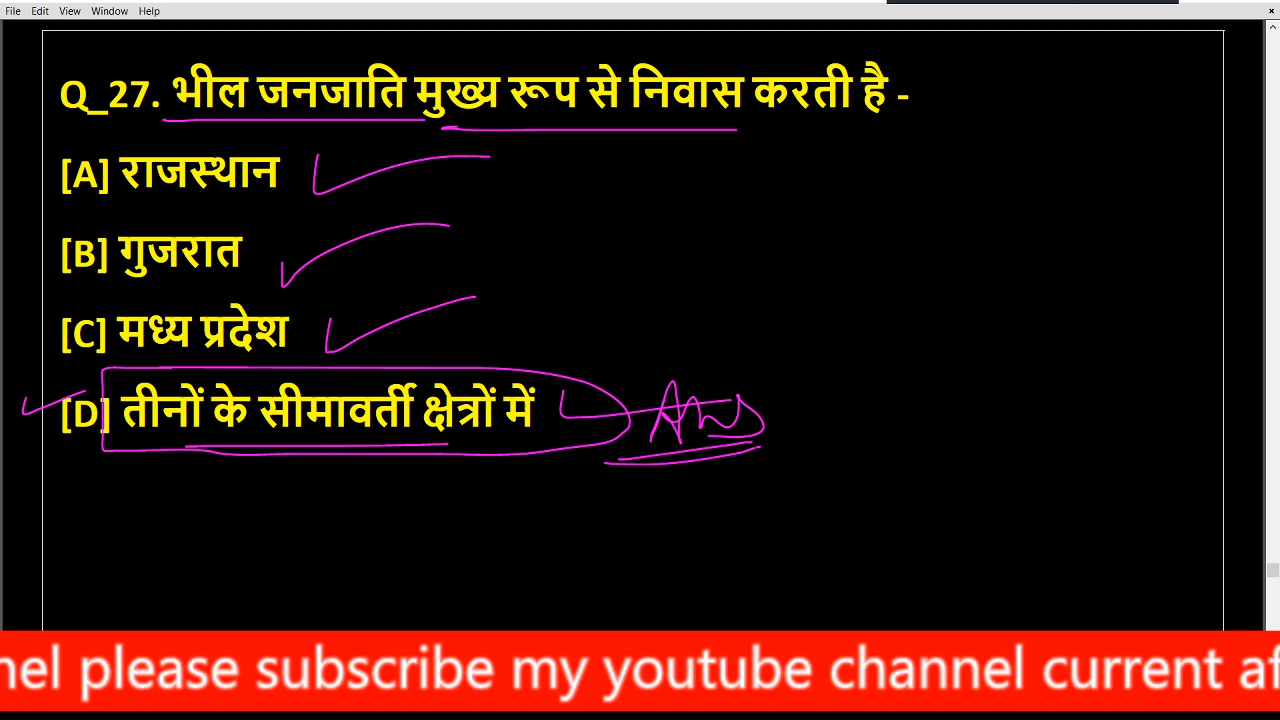 File Edit View Window Help
Q_27. भील जनजाति मुख्य रूप से निवास करती है -
[A] राजस्थान
[B] गुजरात
[C] मध्य प्रदेश
[D] तीनों के सीमावर्ती क्षेत्रों में Ans
nel please subscribe my youtube channel current af